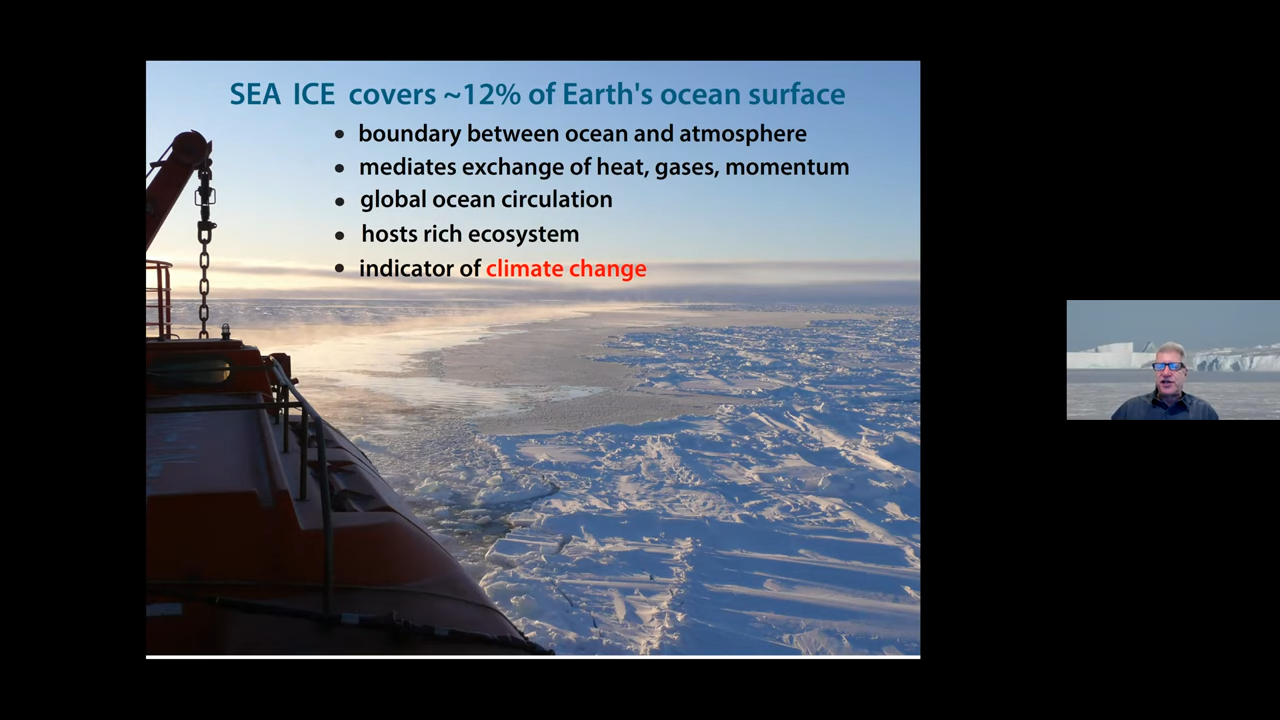 SEA ICE covers ~12% of Earth's ocean surface
• boundary between ocean and atmosphere
• mediates exchange of heat, gases, momentum
• global ocean circulation
• hosts rich ecosystem
• indicator of climate change